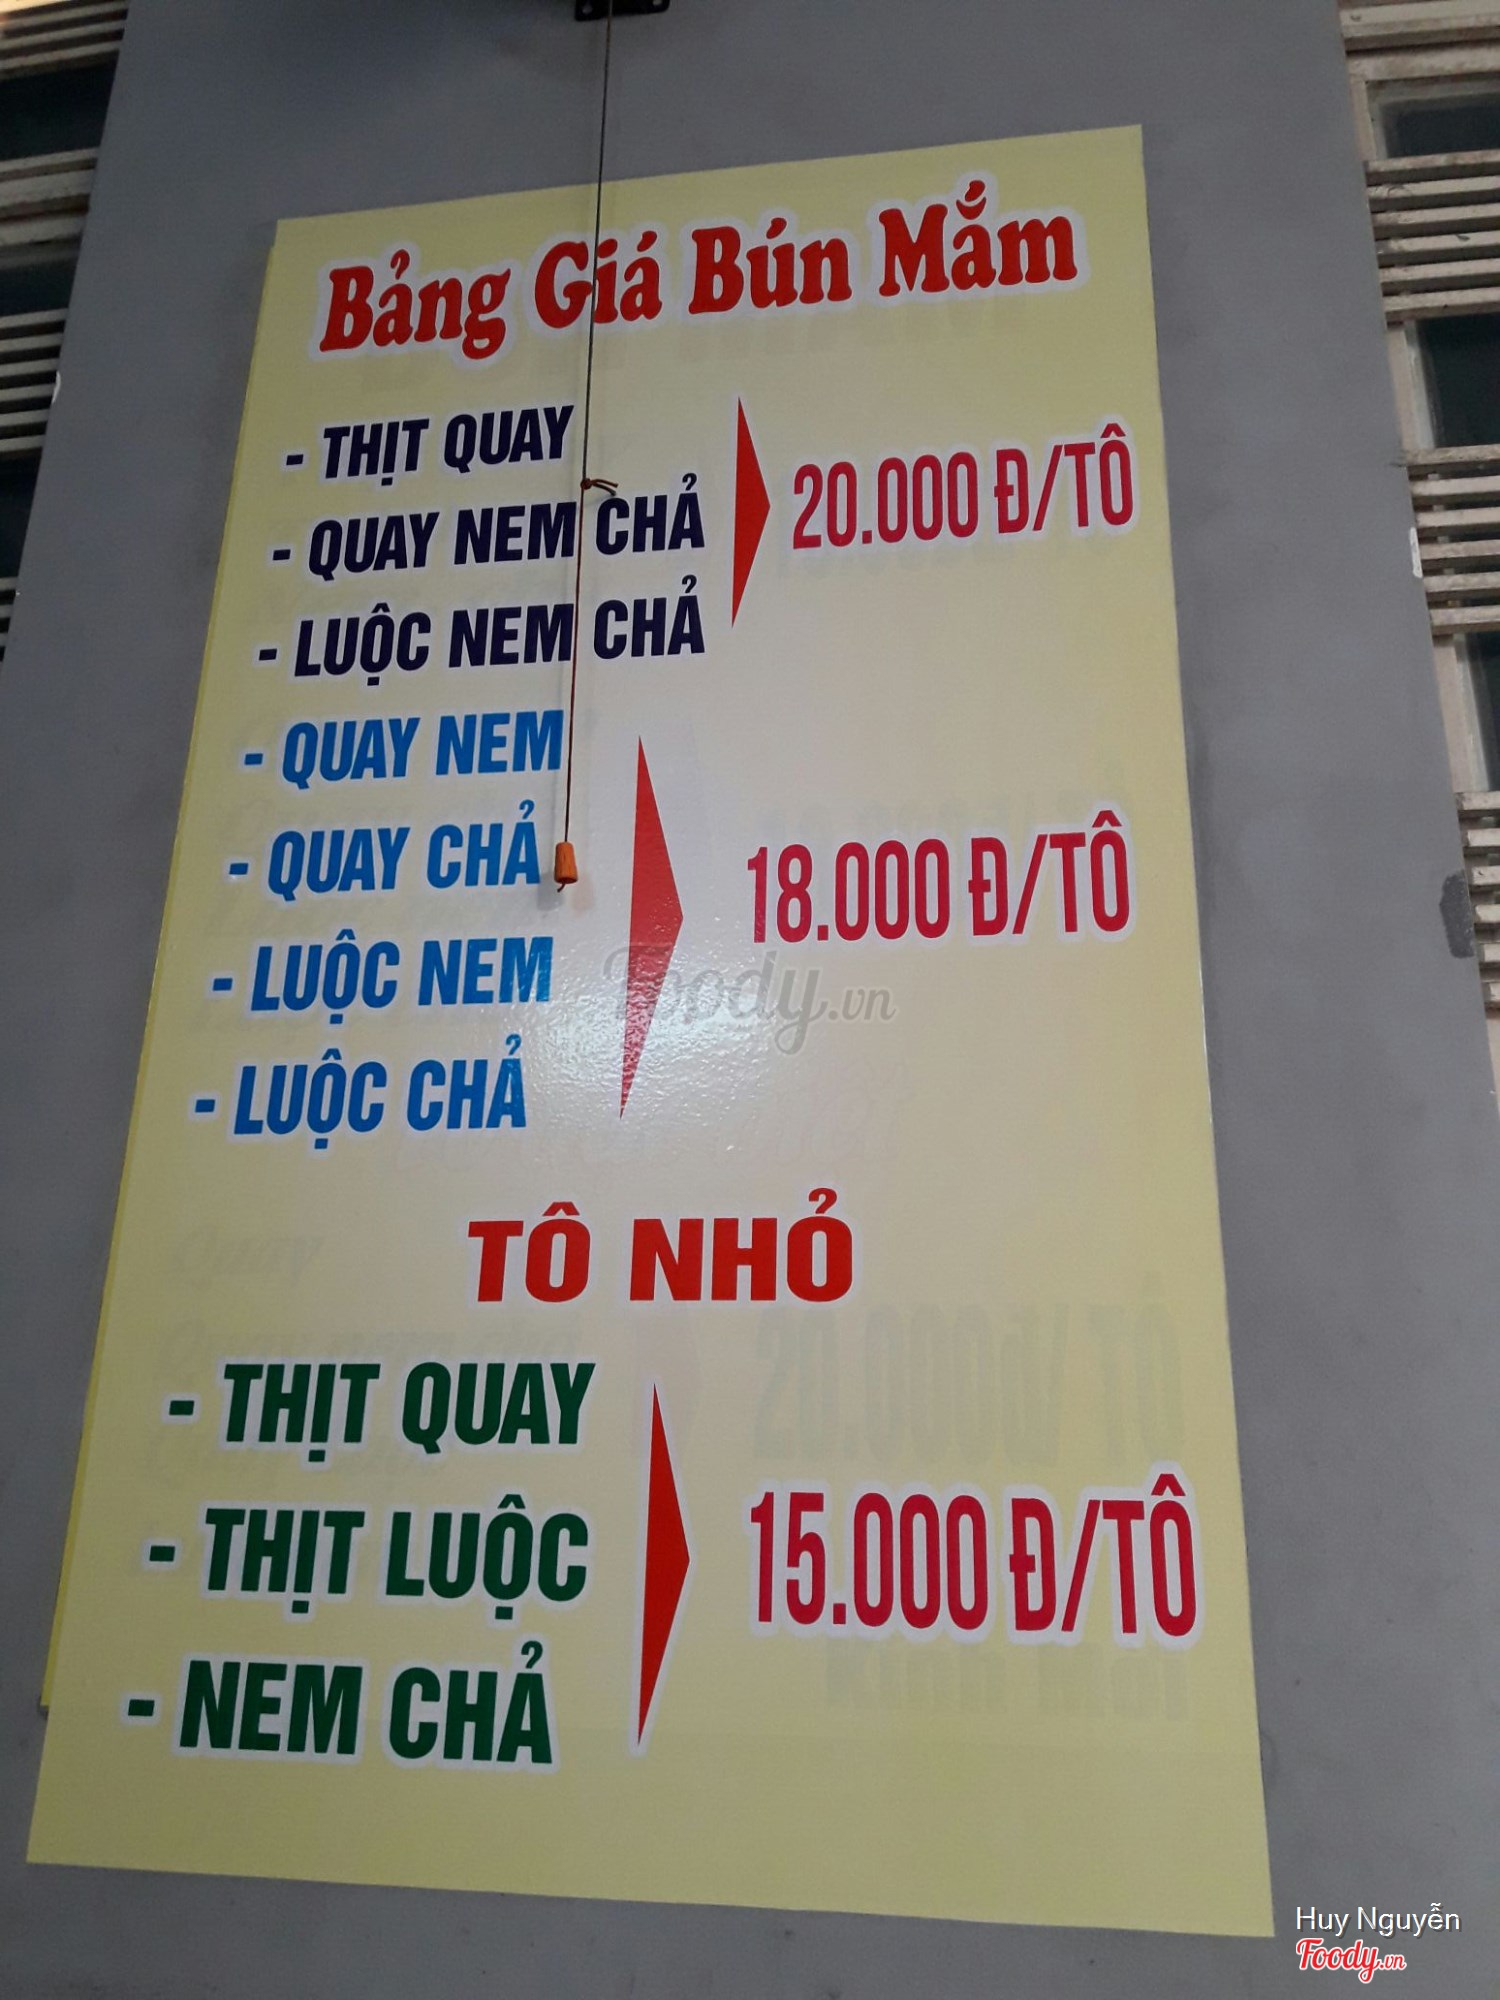 Bảng Giá Bún Mắm
- THỊT QUAY
- QUAY NEM CHẢ
- LUỘC NEM CHẢ
20.000 Đ/TÔ
- QUAY NEM
- QUAY CHẢ
- LUỘC NEM
- LUỘC CHẢ
18.000 Đ/TÔ
Foody.vn
TÔ NHỎ
- THỊT QUAY
- THỊT LUỘC
- NEM CHẢ
15.000 Đ/TÔ
Huy Nguyễn
Foody.vn